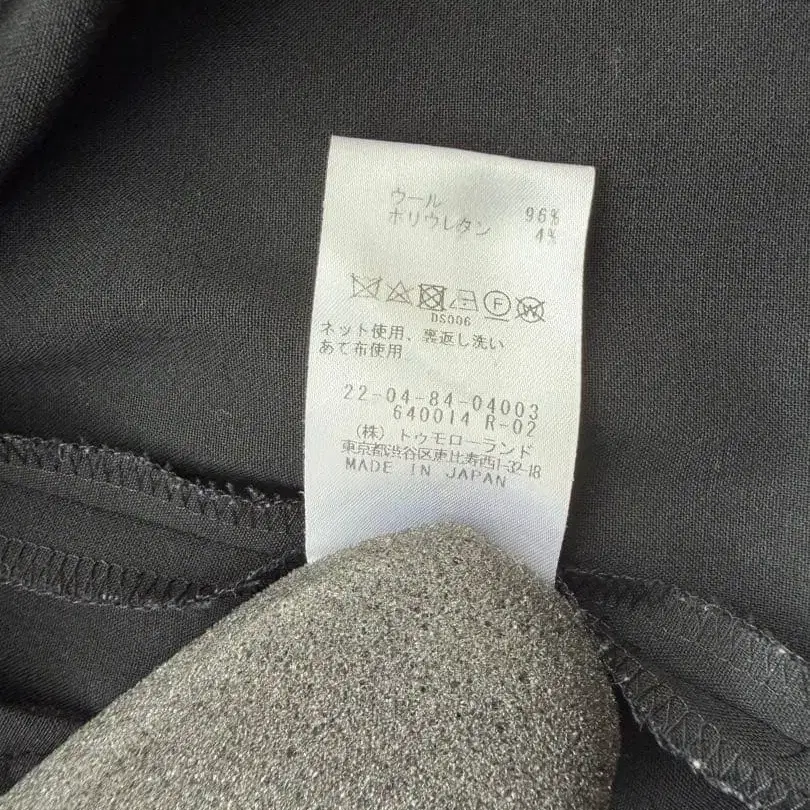 ウール 96%
ポリウレタン 4%
F W
DS006
ネット使用、裏返し洗い
あて布使用
22-04-84-04003
640014 R-02
(株)トゥモローランド
東京都渋谷区恵比寿西1-32-18
MADE IN JAPAN